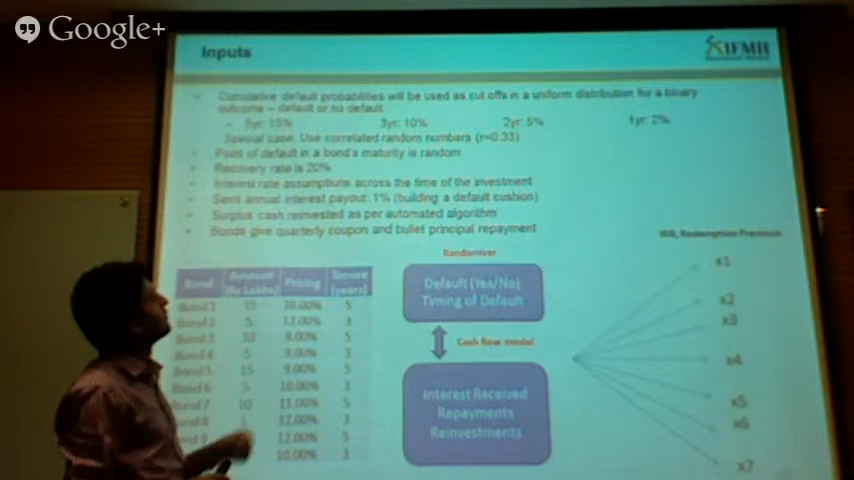 Google+
Inputs
IFMR
Cumulative default probabilities will be used as cut offs in a uniform distribution for a binary
outcome – default or no default
– 5yr: 15% 3yr: 10% 2yr: 5% 1yr: 2%
Special case: Use correlated random numbers (r=0.33)
Point of default in a bond's maturity is random
Recovery rate is 20%
Interest rate assumptions across the time of the investment
Semi annual interest payout: 1% (building a default cushion)
Surplus cash reinvested as per automated algorithm
Bonds give quarterly coupon and bullet principal repayment
IRR, Redemption Premium
Randomizer
Default (Yes/No)
Timing of Default
Cash flow model
Interest Received
Repayments
Reinvestments
x1
x2
x3
x4
x5
x6
x7
Bond Pricing Tenure
(Rs Lakhs) (years)
Bond 1 15 10.00% 5
Bond 2 5 12.00% 3
Bond 3 10 8.00% 5
Bond 4 5 9.00% 3
Bond 5 15 9.00% 5
Bond 6 5 10.00% 3
Bond 7 10 11.00% 5
12.00% 3
12.00% 5
10.00% 3